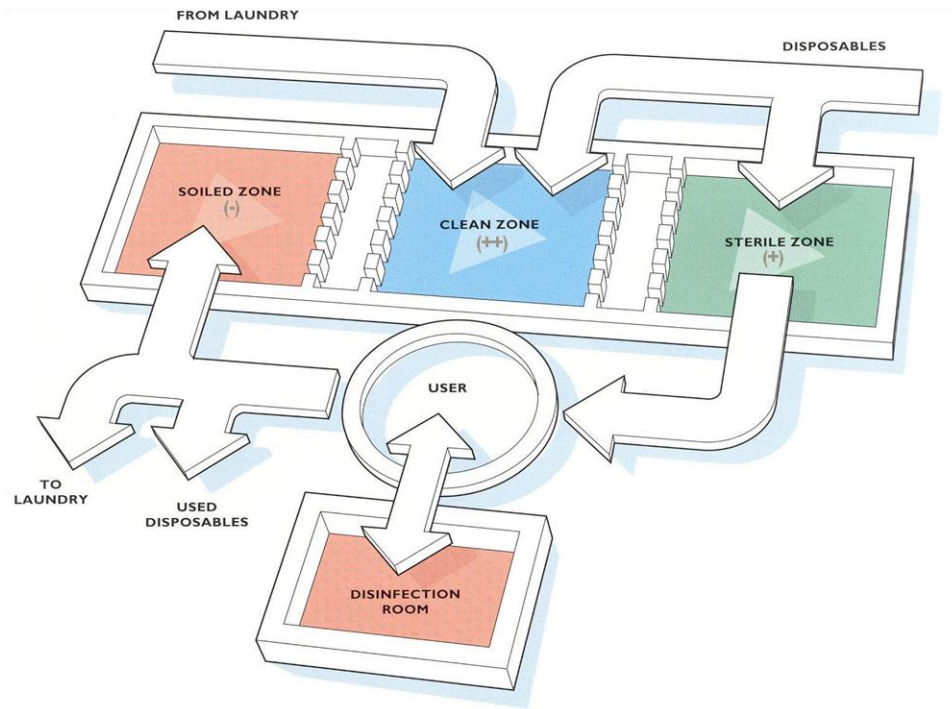 FROM LAUNDRY
DISPOSABLES
SOILED ZONE
(-)
CLEAN ZONE
(++)
STERILE ZONE
(+)
USER
TO
LAUNDRY
USED
DISPOSABLES
DISINFECTION
ROOM